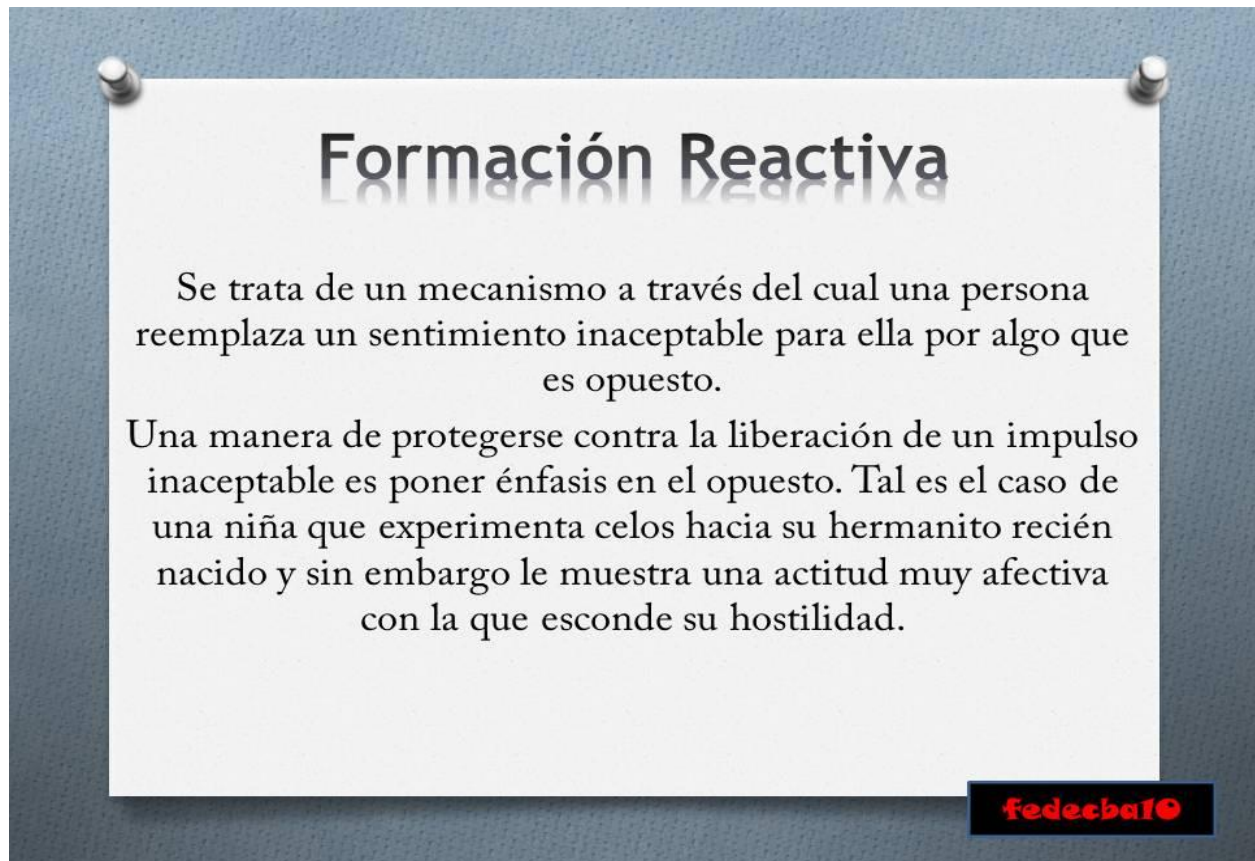 Formación Reactiva
Se trata de un mecanismo a través del cual una persona
reemplaza un sentimiento inaceptable para ella por algo que
es opuesto.
Una manera de protegerse contra la liberación de un impulso
inaceptable es poner énfasis en el opuesto. Tal es el caso de
una niña que experimenta celos hacia su hermanito recién
nacido y sin embargo le muestra una actitud muy afectiva
con la que esconde su hostilidad.
fedecba10